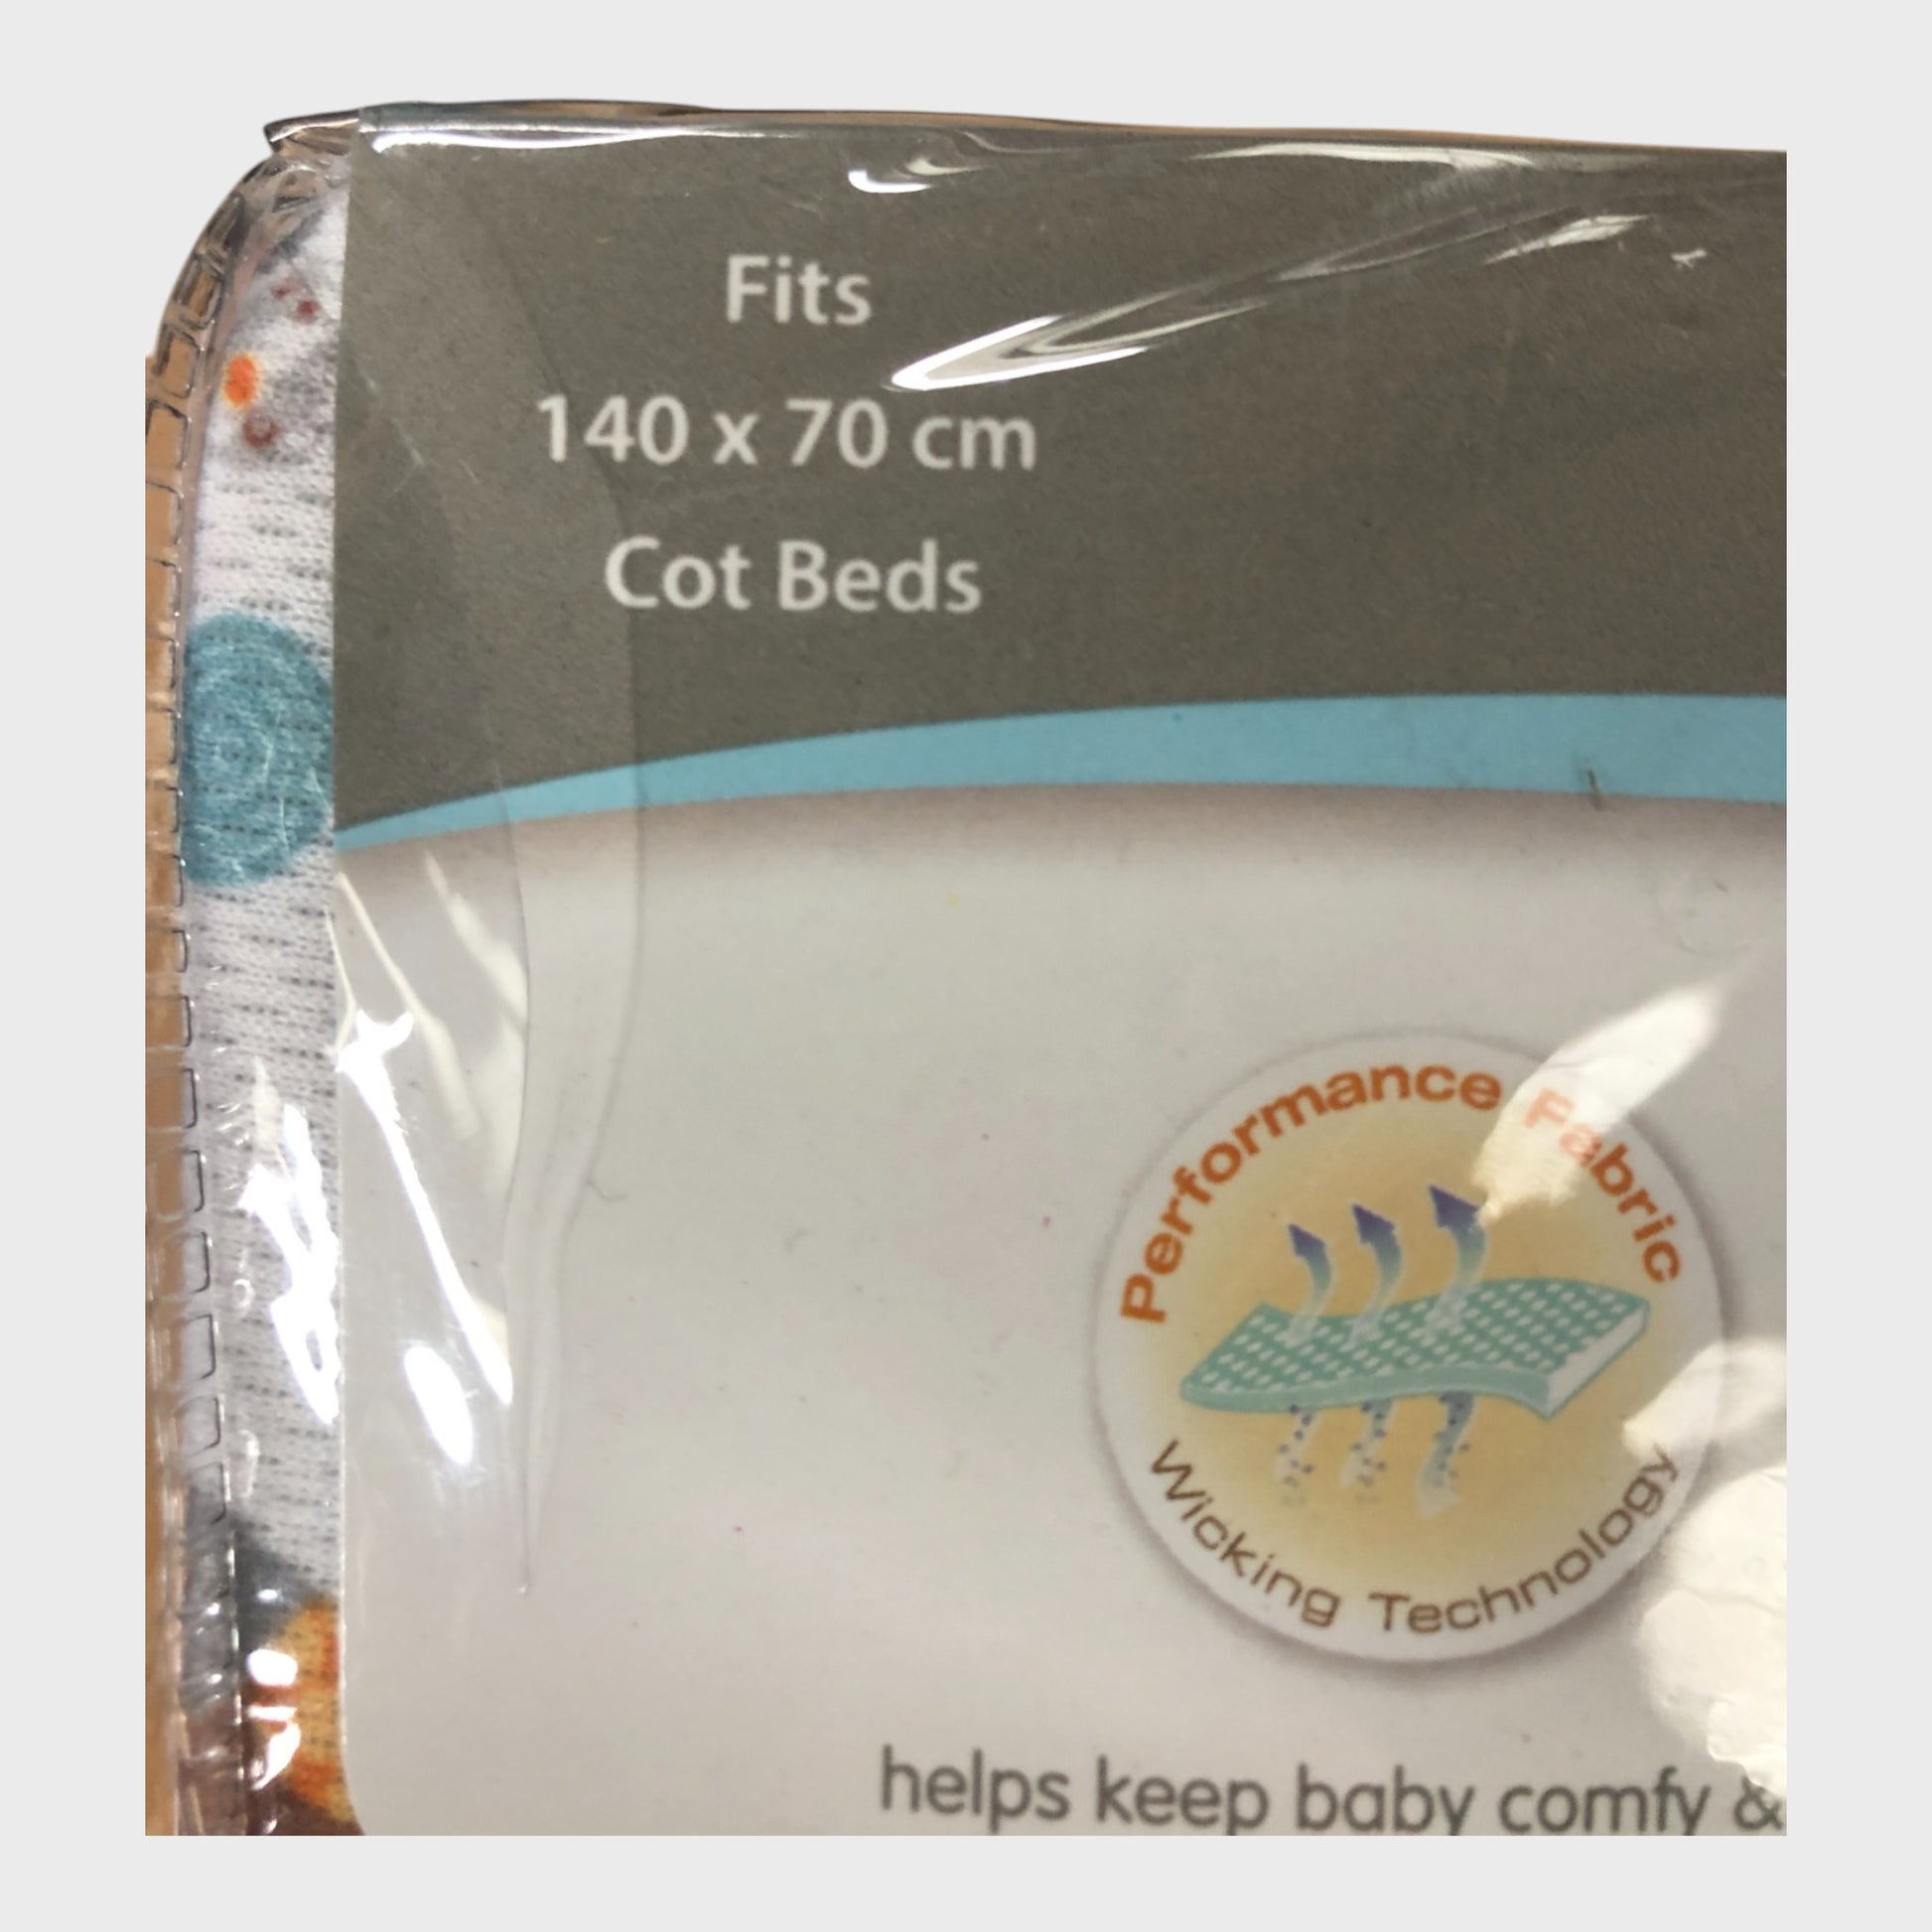 Fits
140 x 70 cm
Cot Beds
Performance Fabric
Wicking Technology
helps keep baby comfy &